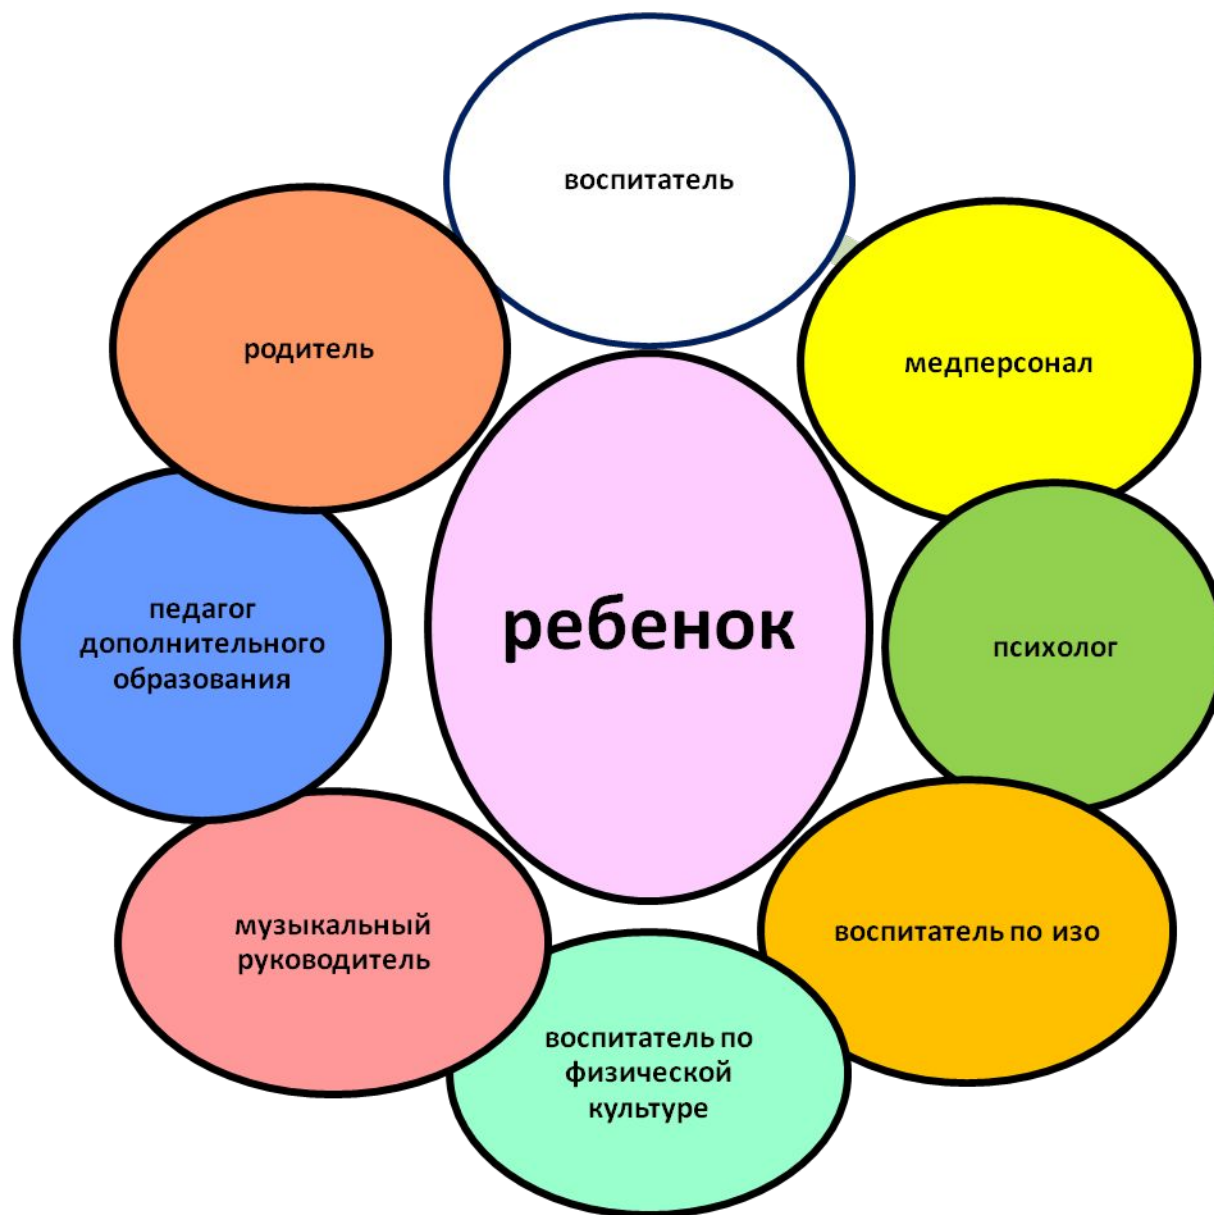 воспитатель
родитель
медперсонал
педагог
дополнительного
образования
ребенок
психолог
музыкальный
руководитель
воспитатель по изо
воспитатель по
физической
культуре